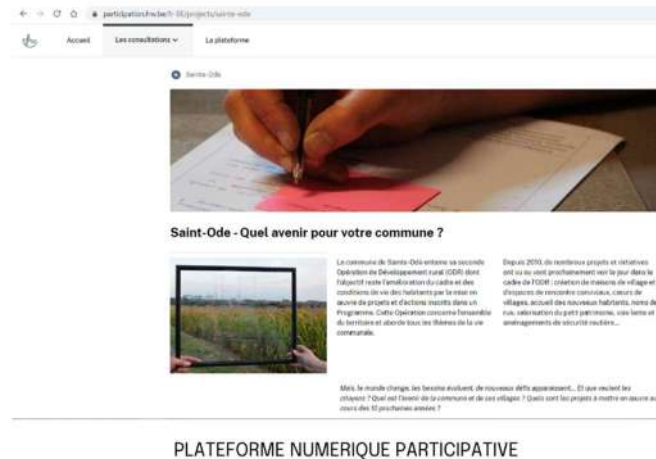 participation.frw.be/fr-BE/projects/sainte-ode
Accueil Les consultations La plateforme
Sainte-Ode
Saint-Ode - Quel avenir pour votre commune ?
La commune de Sainte-Ode entame sa seconde
Opération de Développement rural (ODR) dont
l'objectif reste l'amélioration du cadre et des
conditions de vie des habitants par la mise en
œuvre de projets et d'actions inscrits dans un
Programme. Cette Opération concerne l'ensemble
du territoire et aborde tous les thèmes de la vie
communale.
Depuis 2010, de nombreux projets et initiatives
ont vu ou vont prochainement voir le jour dans le
cadre de l'ODR : création de maisons de village et
d'espaces de rencontre conviviaux, cœurs de
villages, accueil des nouveaux habitants, noms de
rue, valorisation du petit patrimoine, voie lente et
aménagements de sécurité routière...
Mais, le monde change, les besoins évoluent, de nouveaux défis apparaissent... Et que veulent les
citoyens ? Quel est l'avenir de la commune et de ses villages ? Quels sont les projets à mettre en œuvre au
cours des 10 prochaines années ?
PLATEFORME NUMERIQUE PARTICIPATIVE